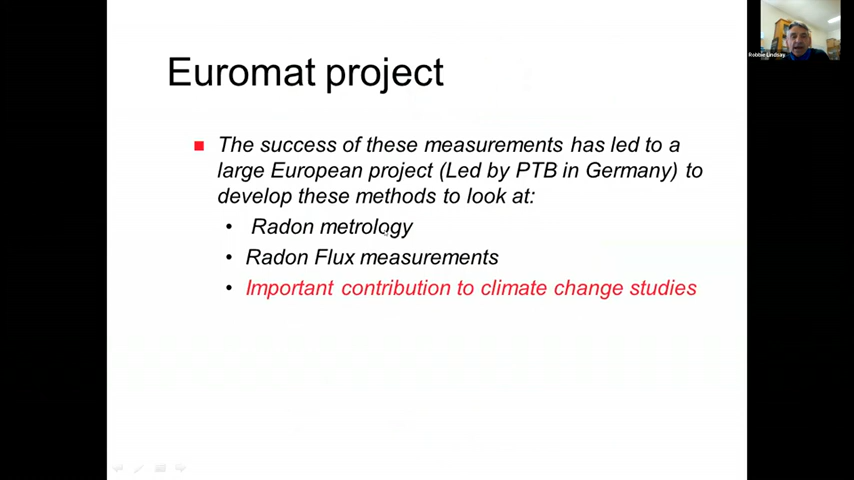 Euromat project
The success of these measurements has led to a
large European project (Led by PTB in Germany) to
develop these methods to look at:
• Radon metrology
• Radon Flux measurements
• Important contribution to climate change studies
Robbie Lindsay